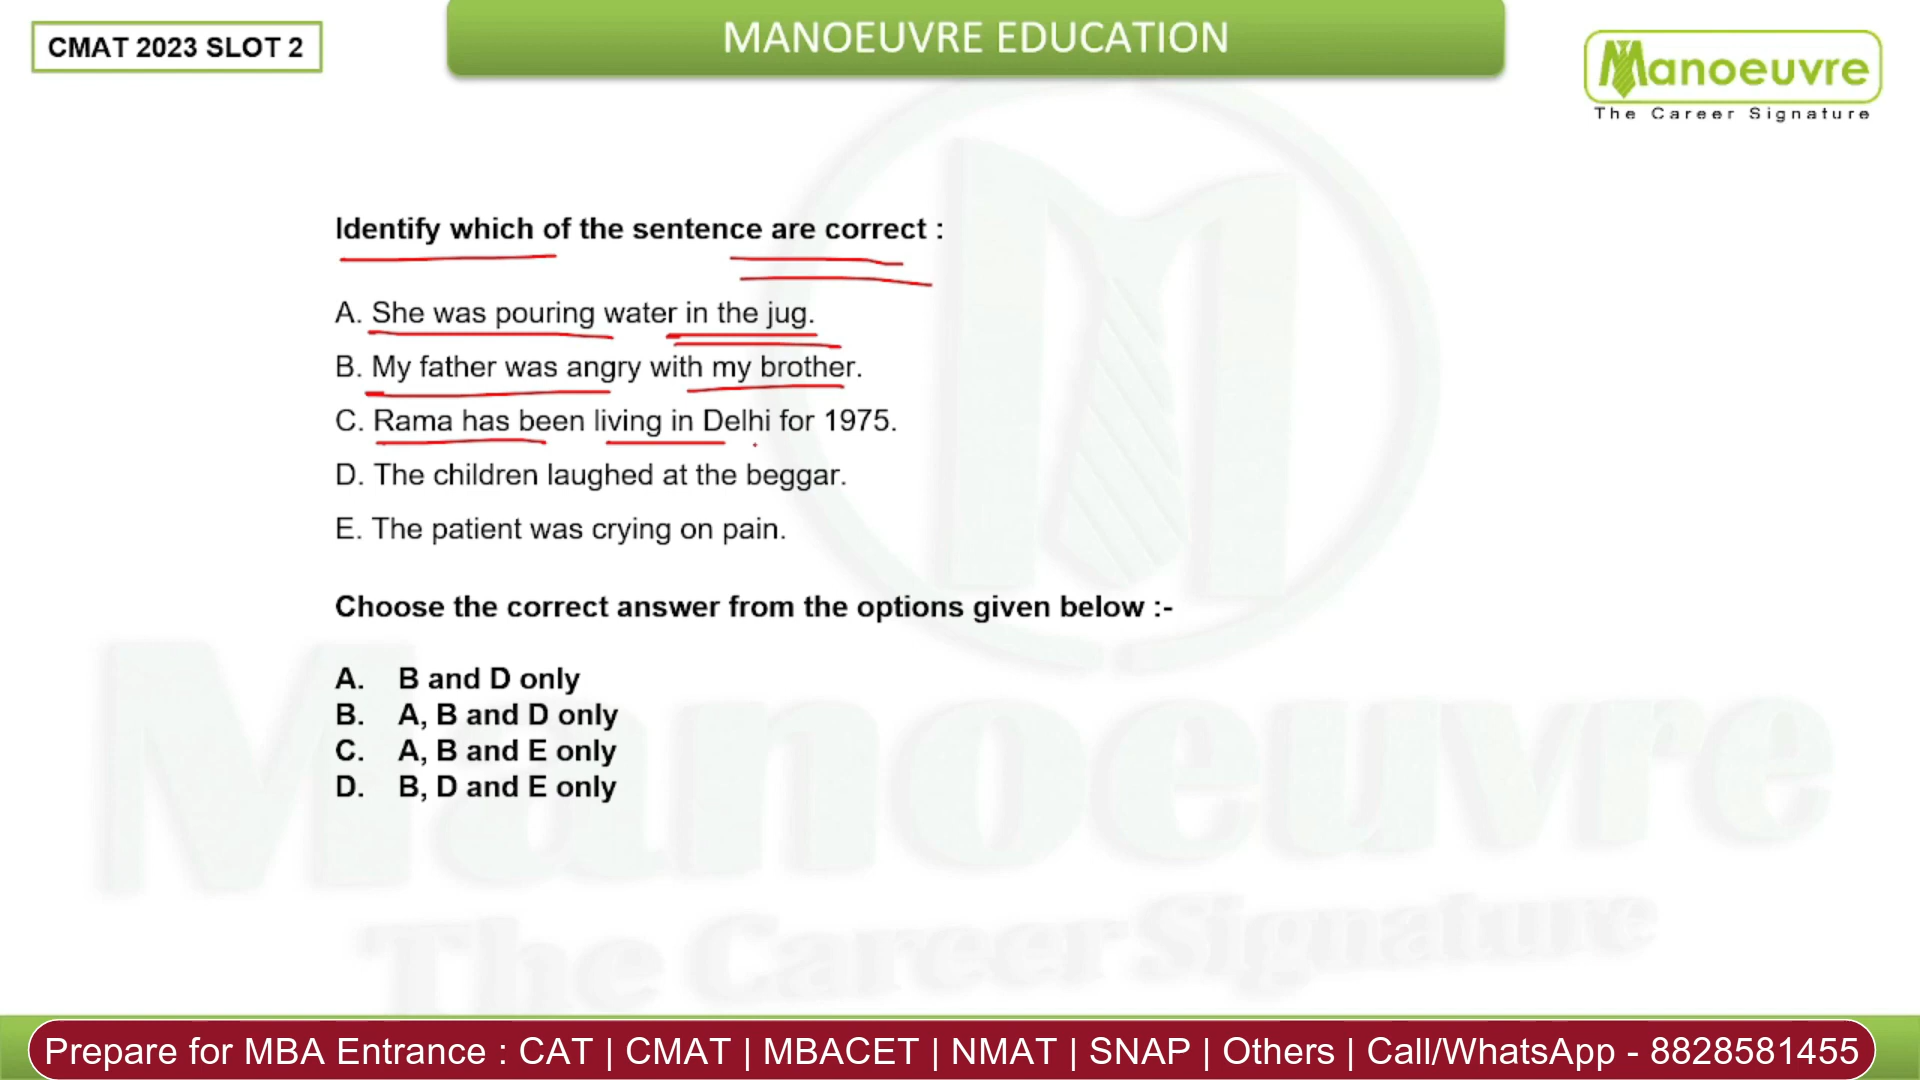 CMAT 2023 SLOT 2
MANOEUVRE EDUCATION
Manoeuvre
The Career Signature
Identify which of the sentence are correct :
A. She was pouring water in the jug.
B. My father was angry with my brother.
C. Rama has been living in Delhi for 1975.
D. The children laughed at the beggar.
E. The patient was crying on pain.
Choose the correct answer from the options given below :-
A. B and D only
B. A, B and D only
C. A, B and E only
D. B, D and E only
Manoeuvre
The Career Signature
Prepare for MBA Entrance : CAT | CMAT | MBACET | NMAT | SNAP | Others | Call/WhatsApp - 8828581455